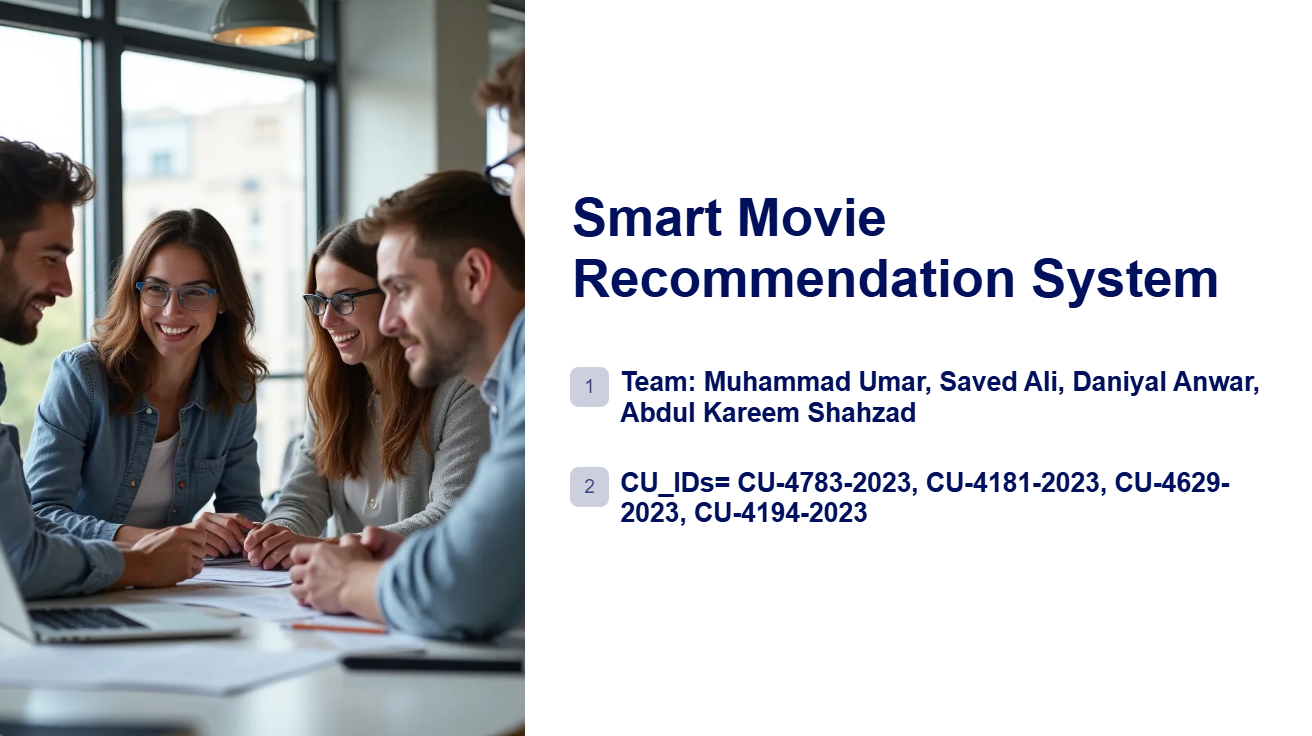 Smart Movie
Recommendation System
1
Team: Muhammad Umar, Saved Ali, Daniyal Anwar,
Abdul Kareem Shahzad
2
CU_IDs= CU-4783-2023, CU-4181-2023, CU-4629-
2023, CU-4194-2023